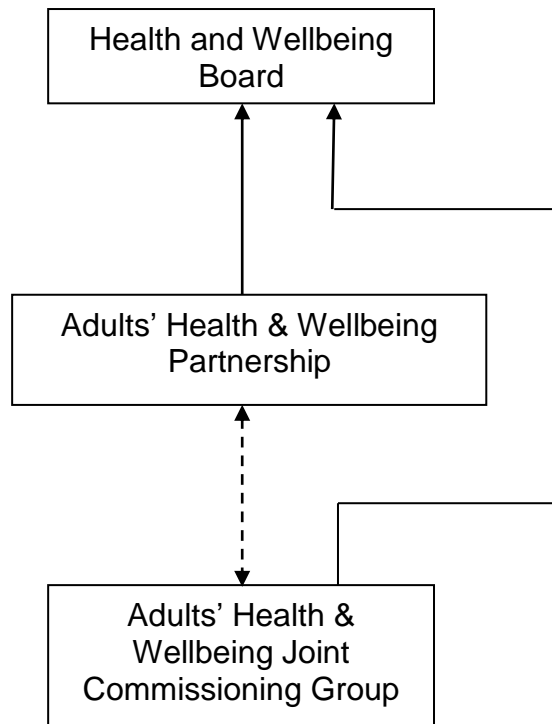 Health and Wellbeing
Board
Adults’ Health & Wellbeing
Partnership
Adults’ Health &
Wellbeing Joint
Commissioning Group